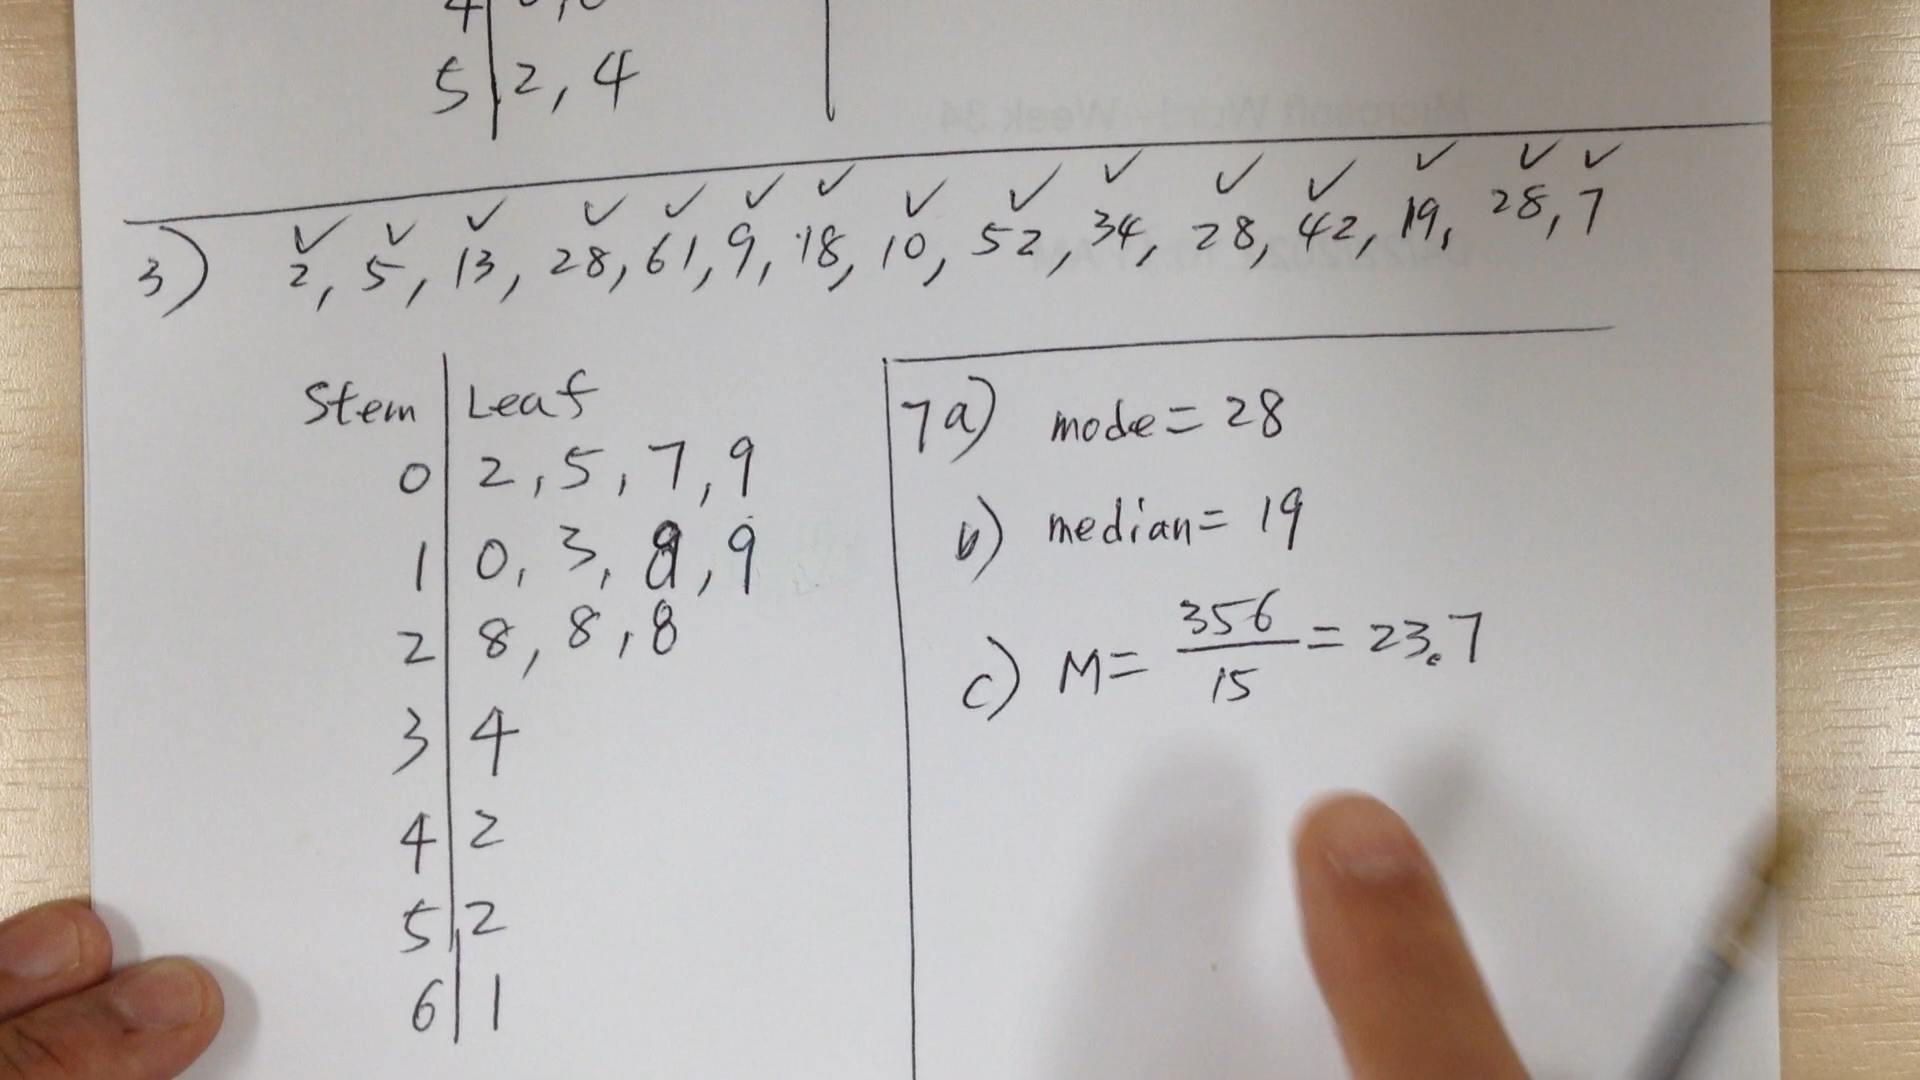 5 | 2, 4
3) 2, 5, 13, 28, 61, 9, 18, 10, 52, 34, 28, 42, 19, 28, 7
Stem | Leaf
0 | 2, 5, 7, 9
1 | 0, 3, 8, 9
2 | 8, 8, 8
3 | 4
4 | 2
5 | 2
6 | 1
7a) mode = 28
b) median = 19
c) M = 356/15 = 23.7